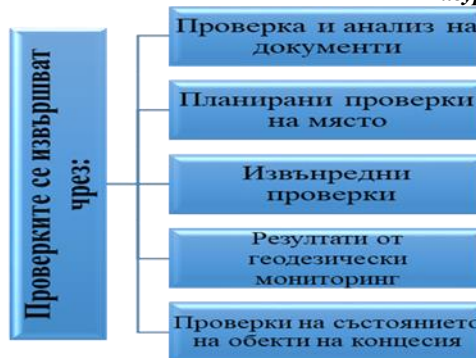 Проверките се извършват
чрез:
Проверка и анализ на
документи
Планирани проверки
на място
Извънредни
проверки
Резултати от
геодезически
мониторинг
Проверки на състоянието
на обекти на концесия